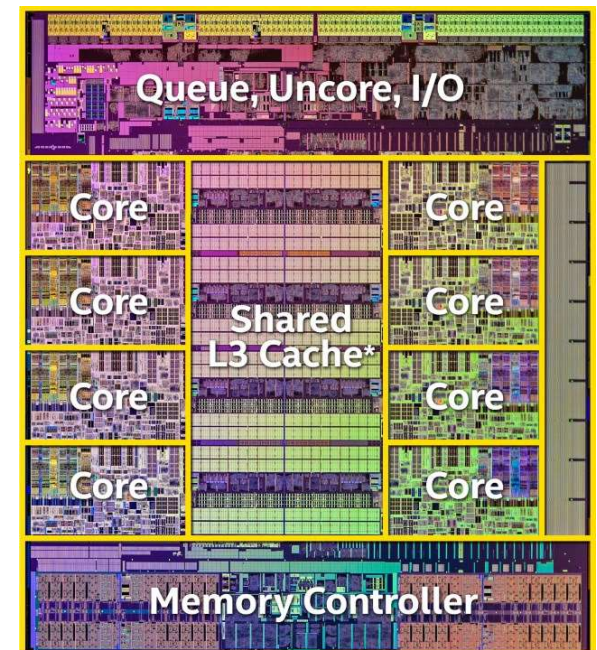 Queue, Uncore, I/O
Core
Core
Core
Core
Shared
L3 Cache*
Core
Core
Core
Core
Memory Controller